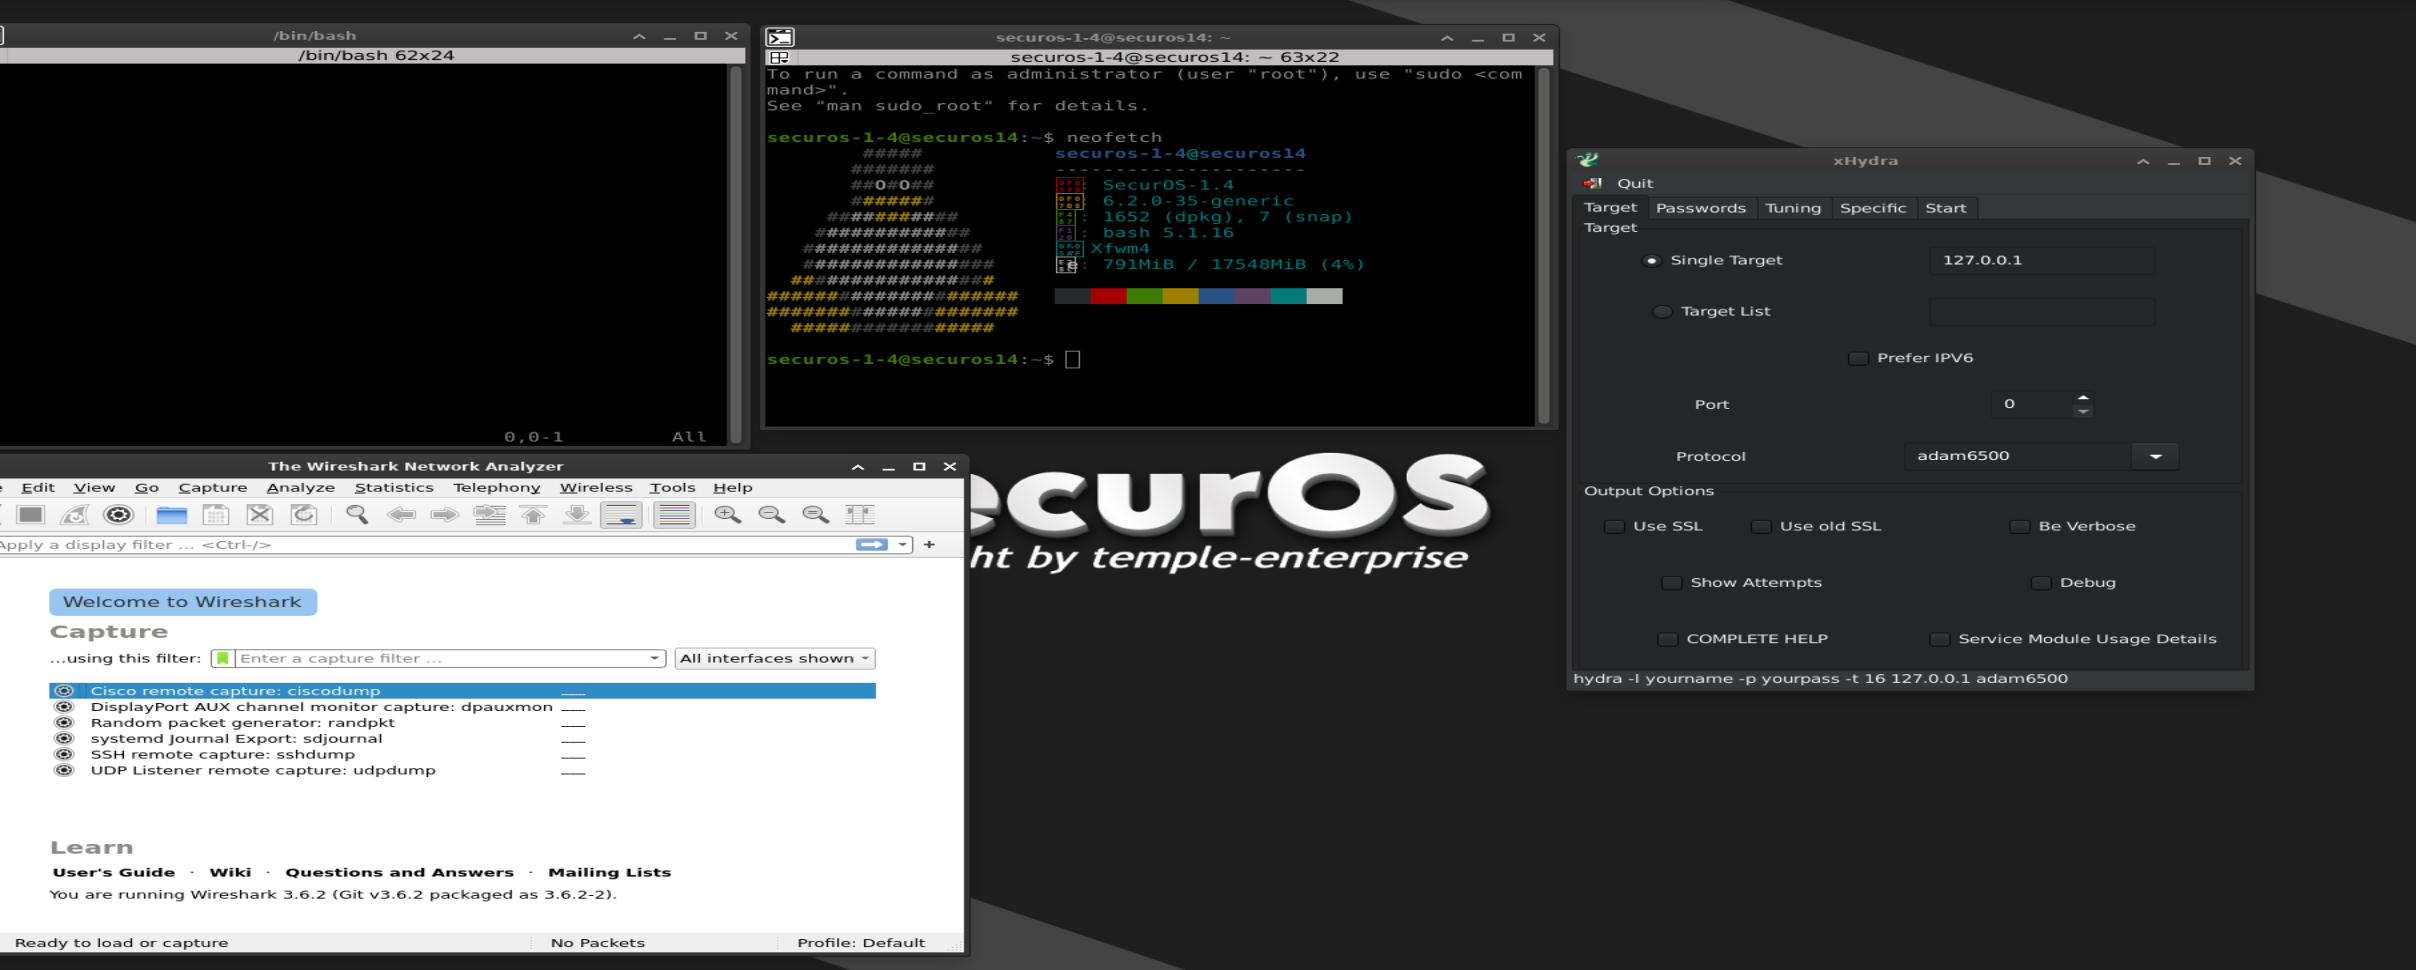 /bin/bash
/bin/bash 62x24
0,0-1 All
securos-1-4@securos14: ~
securos-1-4@securos14: ~ 63x22
To run a command as administrator (user "root"), use "sudo <com
mand>".
See "man sudo_root" for details.
securos-1-4@securos14:~$ neofetch
#####
#######
##O#O##
#######
###########
#############
###############
################
#################
#####################
#####################
#################
securos-1-4@securos14
---------------------
: SecurOS-1.4
: 6.2.0-35-generic
: 1652 (dpkg), 7 (snap)
: bash 5.1.16
Xfwm4
: 791MiB / 17548MiB (4%)
securos-1-4@securos14:~$
xHydra
Quit
Target Passwords Tuning Specific Start
Target
Single Target 127.0.0.1
Target List
Prefer IPV6
Port 0
Protocol adam6500
Output Options
Use SSL Use old SSL Be Verbose
Show Attempts Debug
COMPLETE HELP Service Module Usage Details
hydra -l yourname -p yourpass -t 16 127.0.0.1 adam6500
The Wireshark Network Analyzer
Edit View Go Capture Analyze Statistics Telephony Wireless Tools Help
Apply a display filter ... <Ctrl-/> +
Welcome to Wireshark
Capture
...using this filter: Enter a capture filter ... All interfaces shown
Cisco remote capture: ciscodump
DisplayPort AUX channel monitor capture: dpauxmon
Random packet generator: randpkt
systemd Journal Export: sdjournal
SSH remote capture: sshdump
UDP Listener remote capture: udpdump
Learn
User's Guide · Wiki · Questions and Answers · Mailing Lists
You are running Wireshark 3.6.2 (Git v3.6.2 packaged as 3.6.2-2).
Ready to load or capture No Packets Profile: Default
ecurOS
ht by temple-enterprise